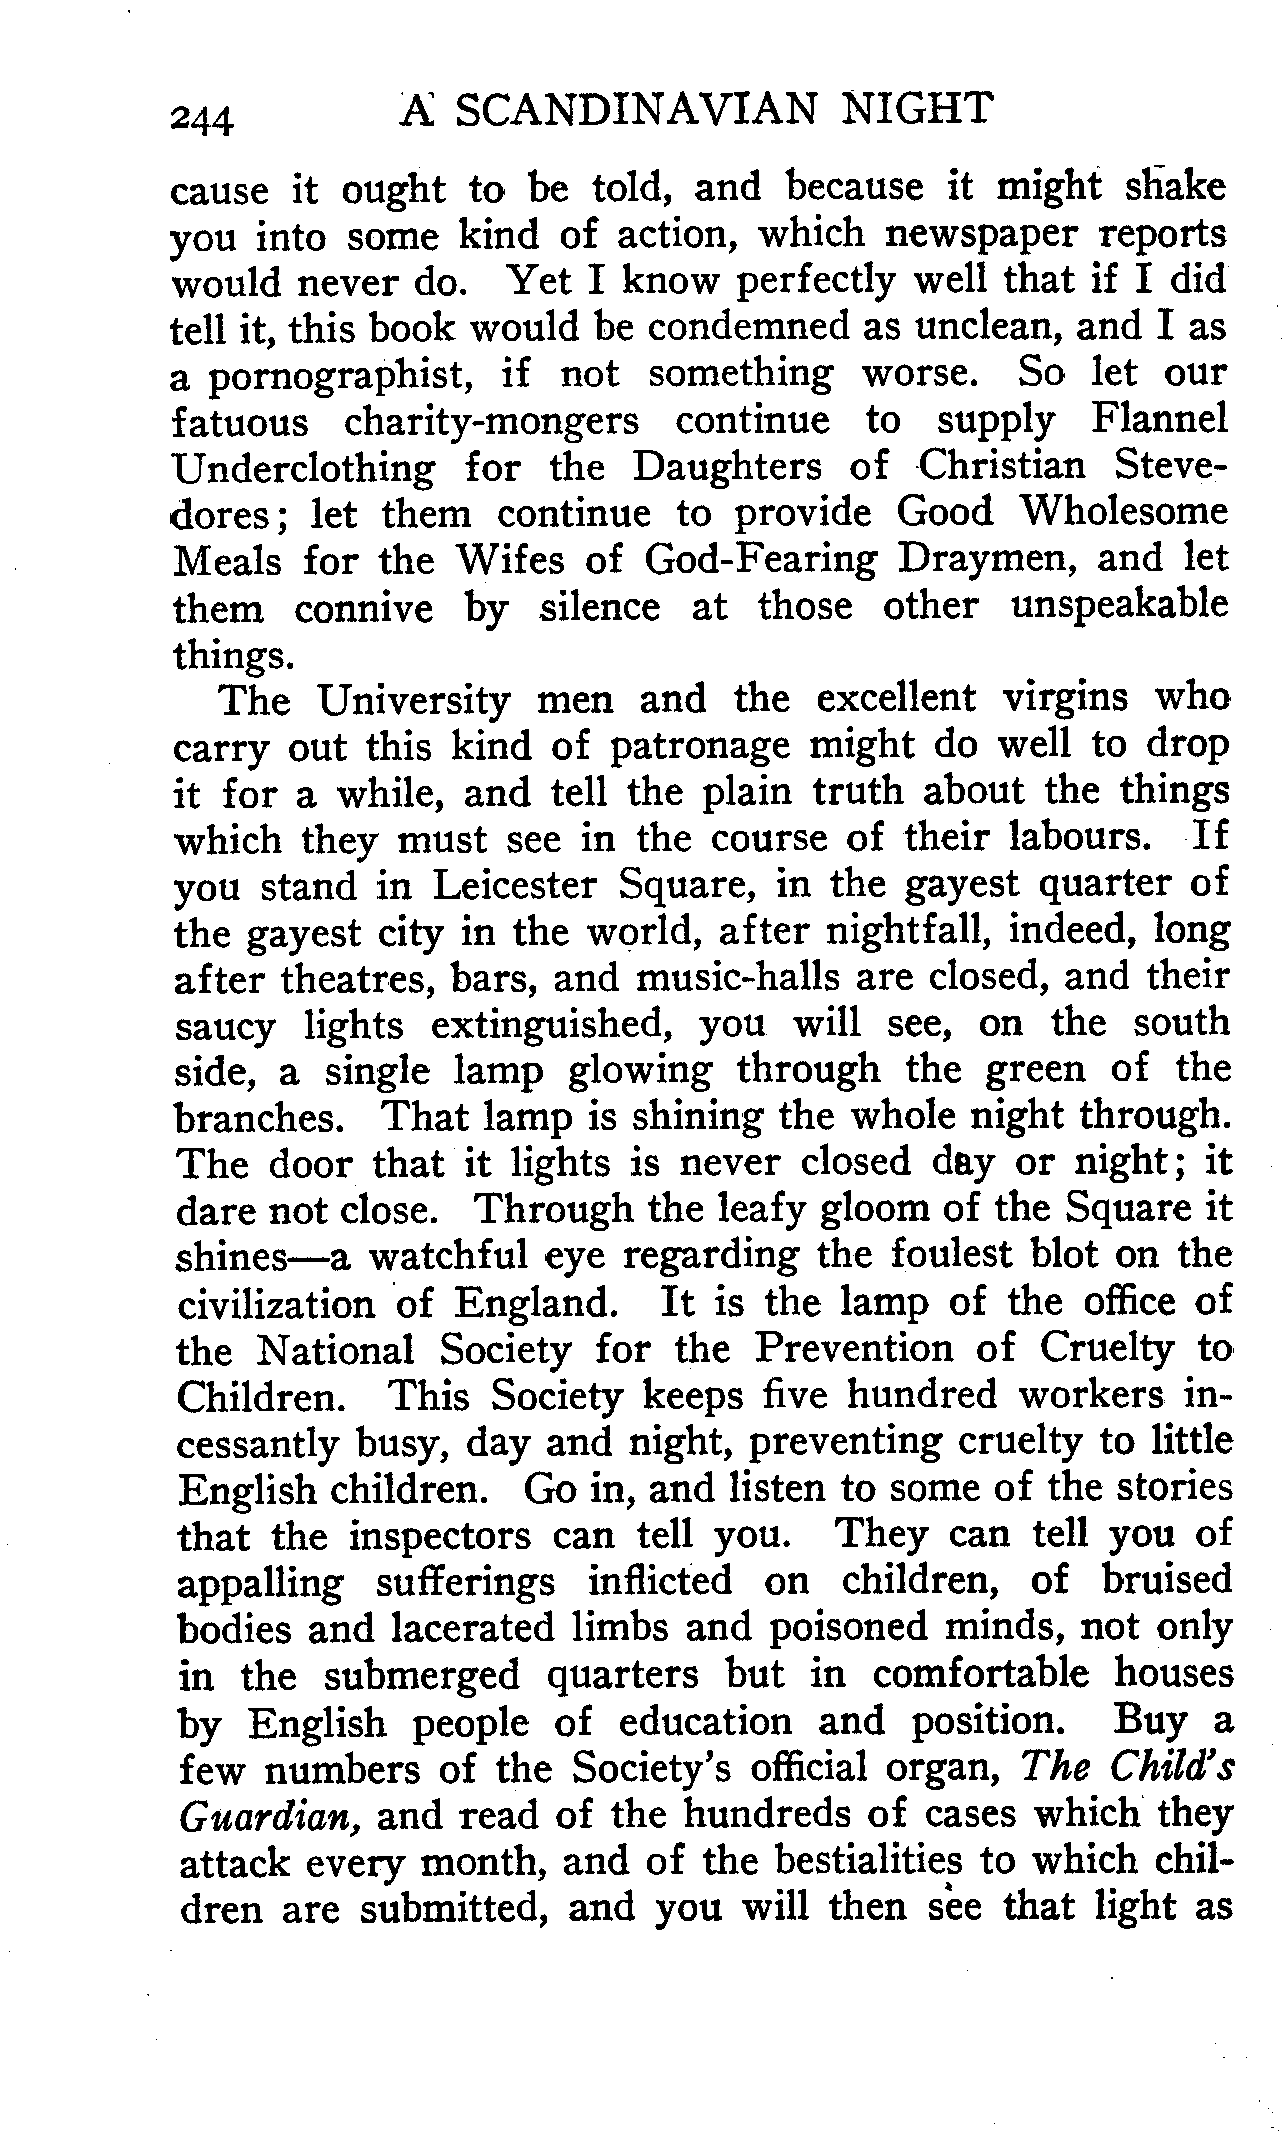 244 A SCANDINAVIAN NIGHT
cause it ought to be told, and because it might shake
you into some kind of action, which newspaper reports
would never do. Yet I know perfectly well that if I did
tell it, this book would be condemned as unclean, and I as
a pornographist, if not something worse. So let our
fatuous charity-mongers continue to supply Flannel
Underclothing for the Daughters of Christian Steve-
dores; let them continue to provide Good Wholesome
Meals for the Wifes of God-Fearing Draymen, and let
them connive by silence at those other unspeakable
things.
The University men and the excellent virgins who
carry out this kind of patronage might do well to drop
it for a while, and tell the plain truth about the things
which they must see in the course of their labours. If
you stand in Leicester Square, in the gayest quarter of
the gayest city in the world, after nightfall, indeed, long
after theatres, bars, and music-halls are closed, and their
saucy lights extinguished, you will see, on the south
side, a single lamp glowing through the green of the
branches. That lamp is shining the whole night through.
The door that it lights is never closed day or night; it
dare not close. Through the leafy gloom of the Square it
shines—a watchful eye regarding the foulest blot on the
civilization of England. It is the lamp of the office of
the National Society for the Prevention of Cruelty to
Children. This Society keeps five hundred workers in-
cessantly busy, day and night, preventing cruelty to little
English children. Go in, and listen to some of the stories
that the inspectors can tell you. They can tell you of
appalling sufferings inflicted on children, of bruised
bodies and lacerated limbs and poisoned minds, not only
in the submerged quarters but in comfortable houses
by English people of education and position. Buy a
few numbers of the Society's official organ, The Child's
Guardian, and read of the hundreds of cases which they
attack every month, and of the bestialities to which chil-
dren are submitted, and you will then see that light as